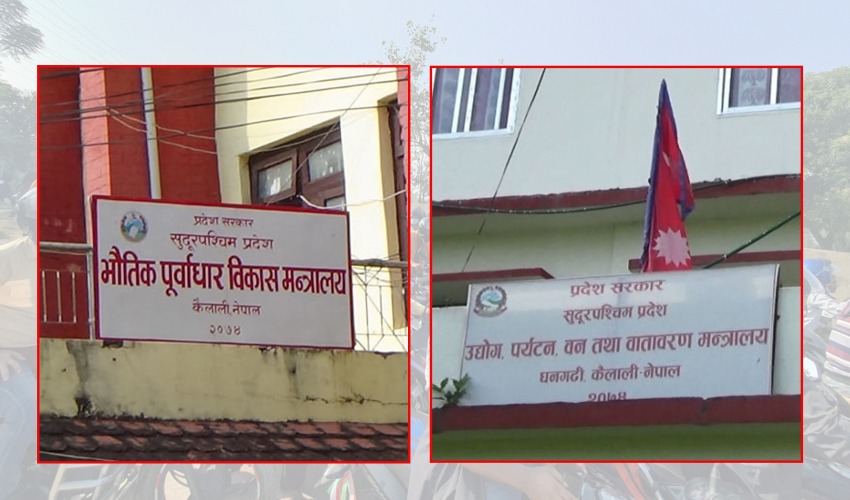 प्रदेश सरकार
सुदूरपश्चिम प्रदेश
भौतिक पूर्वाधार विकास मन्त्रालय
कैलाली,नेपाल
२०७४
प्रदेश सरकार
सुदूरपश्चिम प्रदेश
उद्योग, पर्यटन, वन तथा वातावरण मन्त्रालय
धनगढी, कैलाली-नेपाल
२०७४